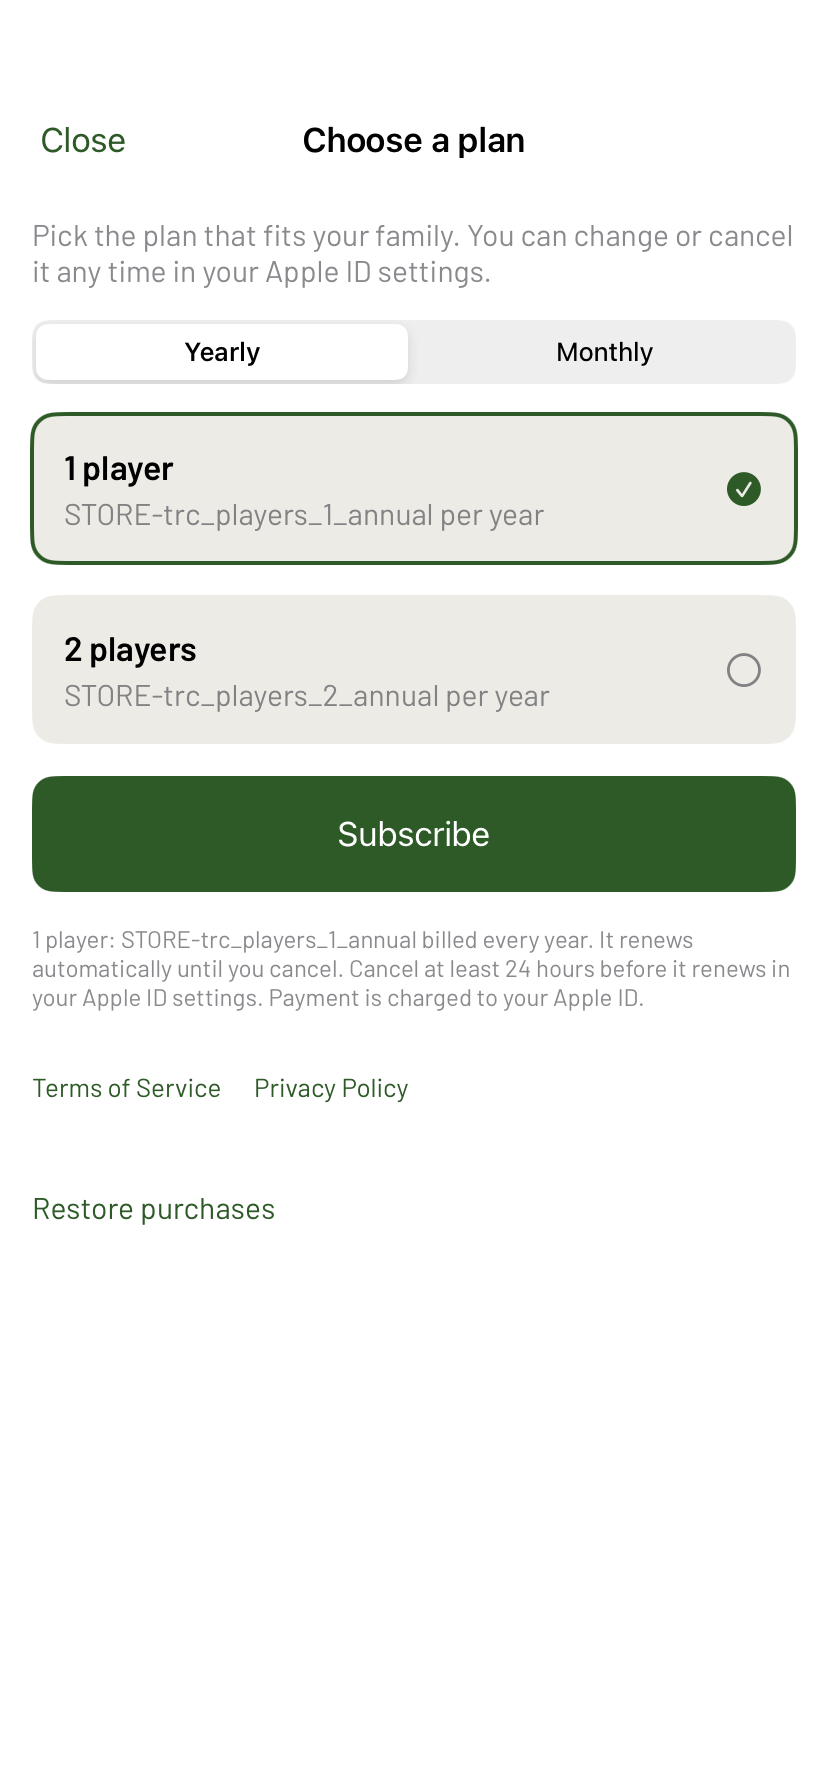 Close
Choose a plan
Pick the plan that fits your family. You can change or cancel
it any time in your Apple ID settings.
Yearly
Monthly
1 player
STORE-trc_players_1_annual per year
2 players
STORE-trc_players_2_annual per year
Subscribe
1 player: STORE-trc_players_1_annual billed every year. It renews
automatically until you cancel. Cancel at least 24 hours before it renews in
your Apple ID settings. Payment is charged to your Apple ID.
Terms of Service
Privacy Policy
Restore purchases